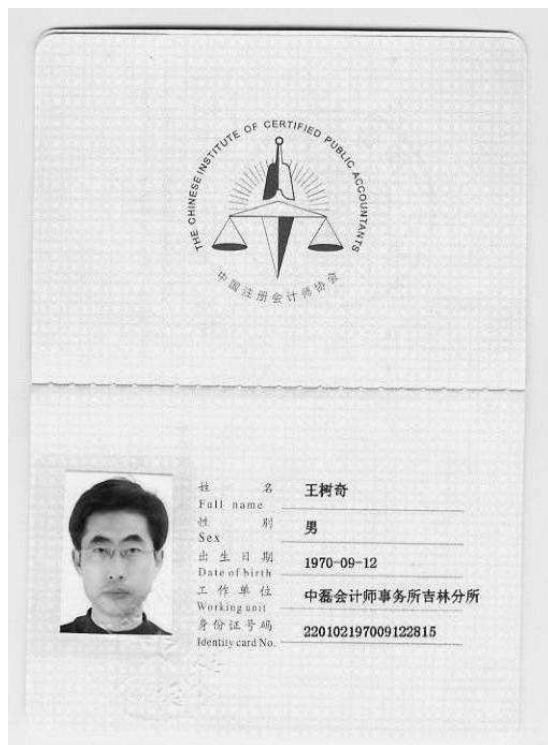 THE CHINESE INSTITUTE OF CERTIFIED PUBLIC ACCOUNTANTS
中国注册会计师协会
姓 名 王树奇
Full name
性 别 男
Sex
出 生 日 期 1970-09-12
Date of birth
工 作 单 位 中磊会计师事务所吉林分所
Working unit
身 份 证 号 码 220102197009122815
Identity card No.